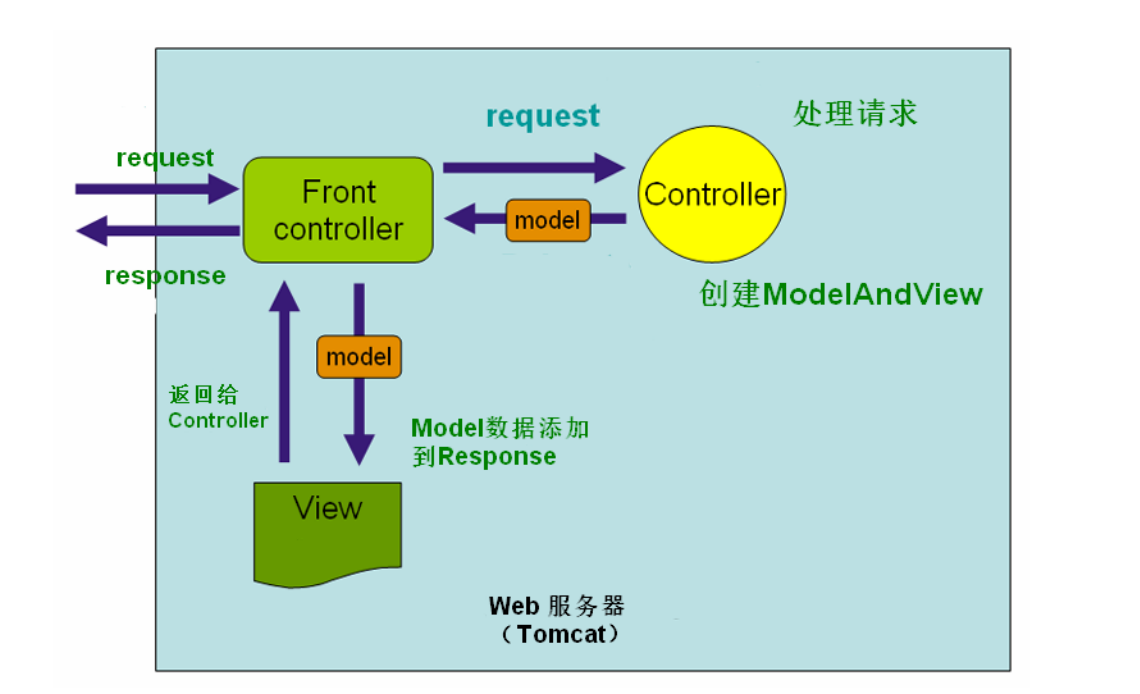 request
处理请求
request
Front
controller
Controller
model
response
创建ModelAndView
model
返回给
Controller
Model数据添加
到Response
View
Web 服务器
（Tomcat）